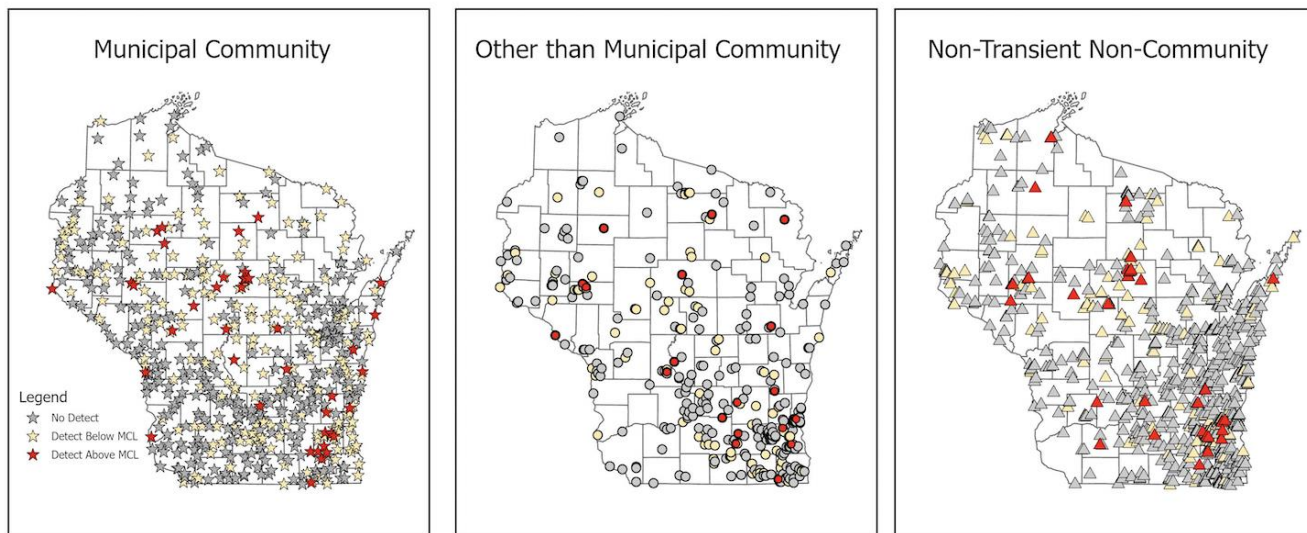 Municipal Community
Other than Municipal Community
Non-Transient Non-Community
Legend
No Detect
Detect Below MCL
Detect Above MCL